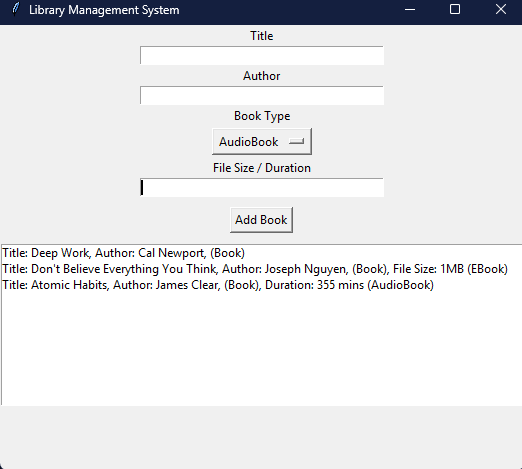 Library Management System
Title
Author
Book Type
AudioBook
File Size / Duration
Add Book
Title: Deep Work, Author: Cal Newport, (Book)
Title: Don't Believe Everything You Think, Author: Joseph Nguyen, (Book), File Size: 1MB (EBook)
Title: Atomic Habits, Author: James Clear, (Book), Duration: 355 mins (AudioBook)